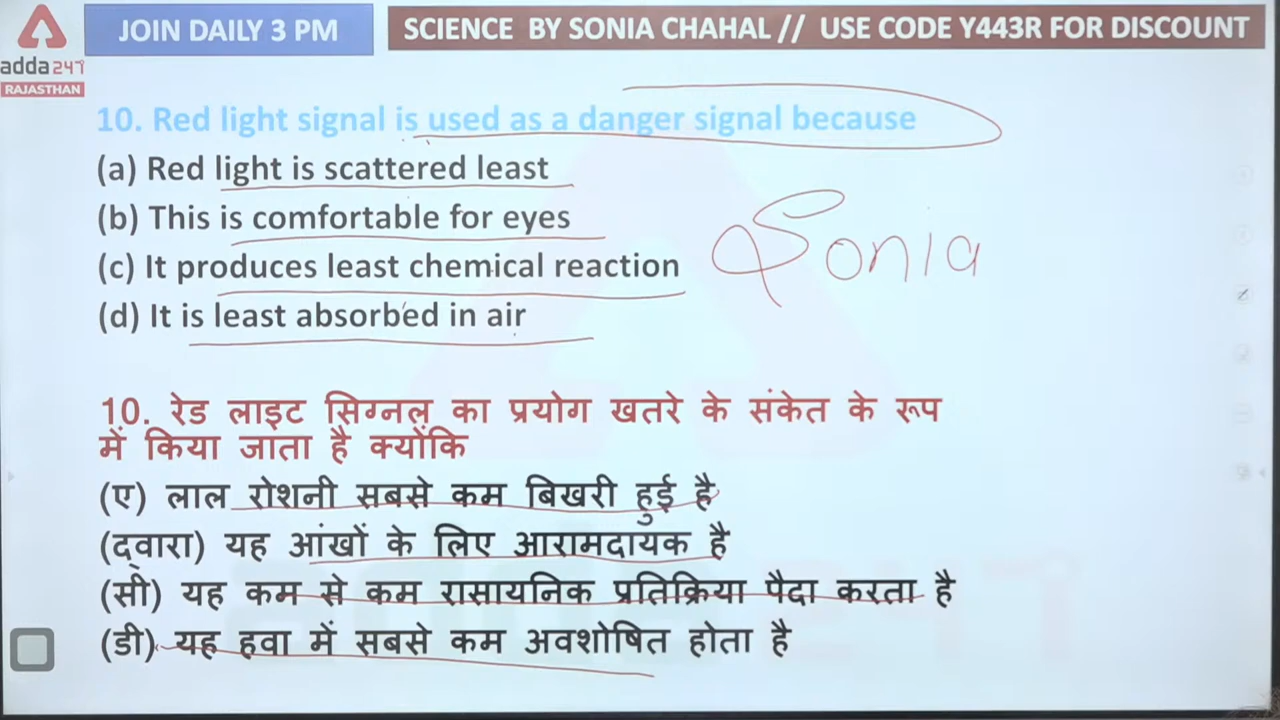 JOIN DAILY 3 PM
SCIENCE BY SONIA CHAHAL // USE CODE Y443R FOR DISCOUNT
adda247
RAJASTHAN
10. Red light signal is used as a danger signal because
(a) Red light is scattered least
(b) This is comfortable for eyes
(c) It produces least chemical reaction
(d) It is least absorbed in air
Sonia
10. रेड लाइट सिग्नल का प्रयोग खतरे के संकेत के रूप
में किया जाता है क्योंकि
(ए) लाल रोशनी सबसे कम बिखरी हुई है
(द्वारा) यह आंखों के लिए आरामदायक है
(सी) यह कम से कम रासायनिक प्रतिक्रिया पैदा करता है
(डी) यह हवा में सबसे कम अवशोषित होता है